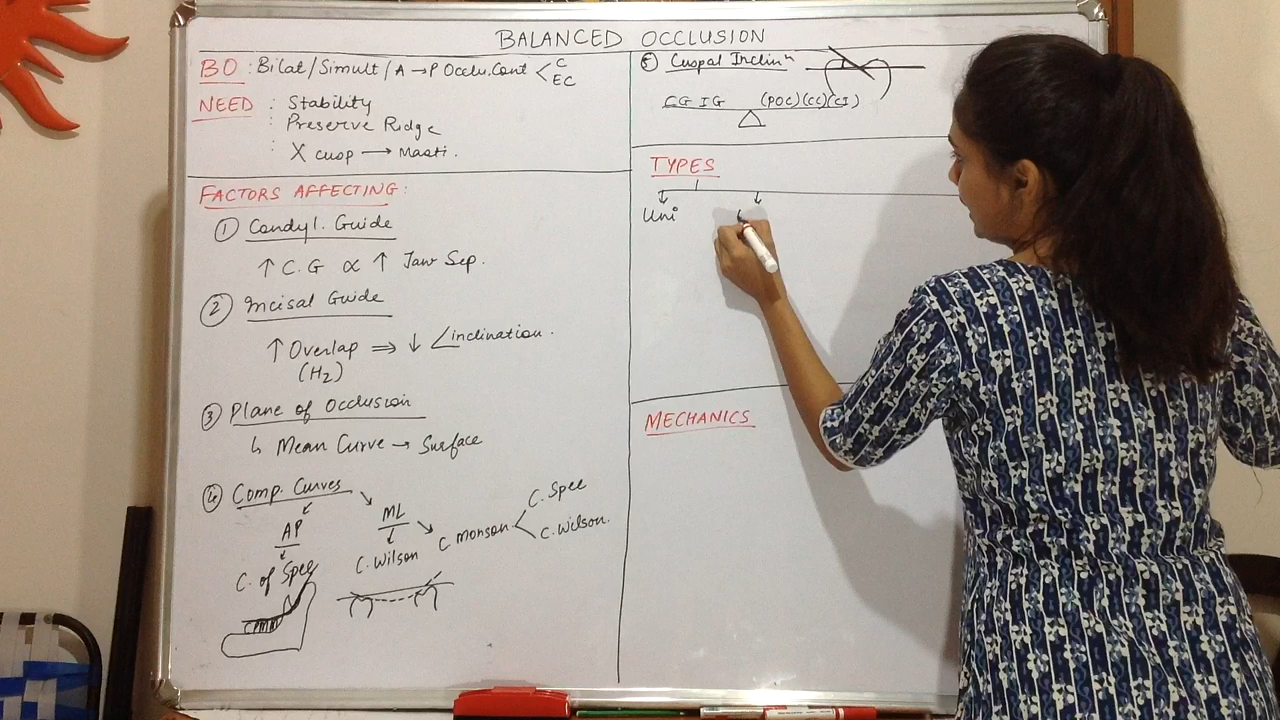 BALANCED OCCLUSION
BO : Bilat/Simult/A → P Occlu.Cont < C
EC
NEED : Stability
: Preserve Ridge
: X cusp → Masti.
FACTORS AFFECTING:
① Condyl. Guide
↑ C.G ∝ ↑ Jaw Sep.
② Incisal Guide
↑ Overlap ⇒ ↓ ∠inclination.
(H2)
③ Plane of Occlusion
↳ Mean Curve → Surface
④ Comp. Curves
AP
C. of Spee
ML
C. Wilson
C monson
C. Spee
C. Wilson.
⑤ Cuspal Inclinn
CG IG (POC)(CC)(CI)
TYPES
Uni
MECHANICS